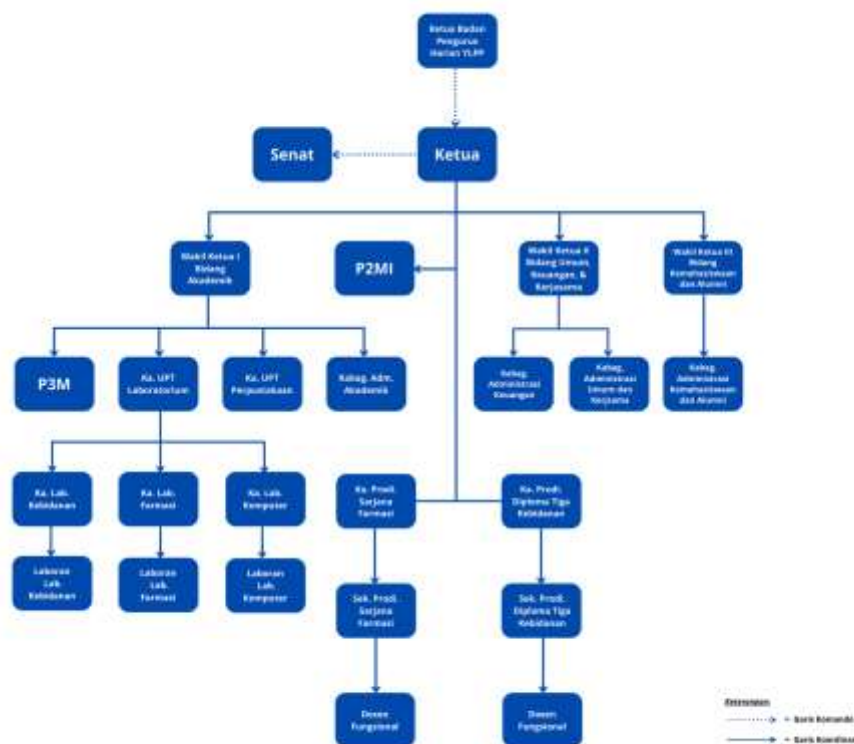 Ketua Badan
Pengurus
Harian YLPP
Senat
Ketua
Wakil Ketua I
Bidang
Akademik
P2MI
Wakil Ketua II
Bidang Umum,
Keuangan, &
Kerjasama
Wakil Ketua III
Bidang
Kemahasiswaan
dan Alumni
P3M
Ka. UPT
Laboratorium
Ka. UPT
Perpustakaan
Kabag. Adm.
Akademik
Kabag.
Administrasi
Keuangan
Kabag.
Administrasi
Umum dan
Kerjasama
Kabag.
Administrasi
Kemahasiswaan
dan Alumni
Ka. Lab.
Kebidanan
Ka. Lab.
Farmasi
Ka. Lab.
Komputer
Ka. Prodi.
Sarjana
Farmasi
Ka. Prodi.
Diploma Tiga
Kebidanan
Laboran
Lab.
Kebidanan
Laboran
Lab.
Farmasi
Laboran
Lab.
Komputer
Sek. Prodi.
Sarjana
Farmasi
Sek. Prodi.
Diploma Tiga
Kebidanan
Dosen
Fungsional
Dosen
Fungsional
Keterangan
= Garis Komando
= Garis Koordinasi